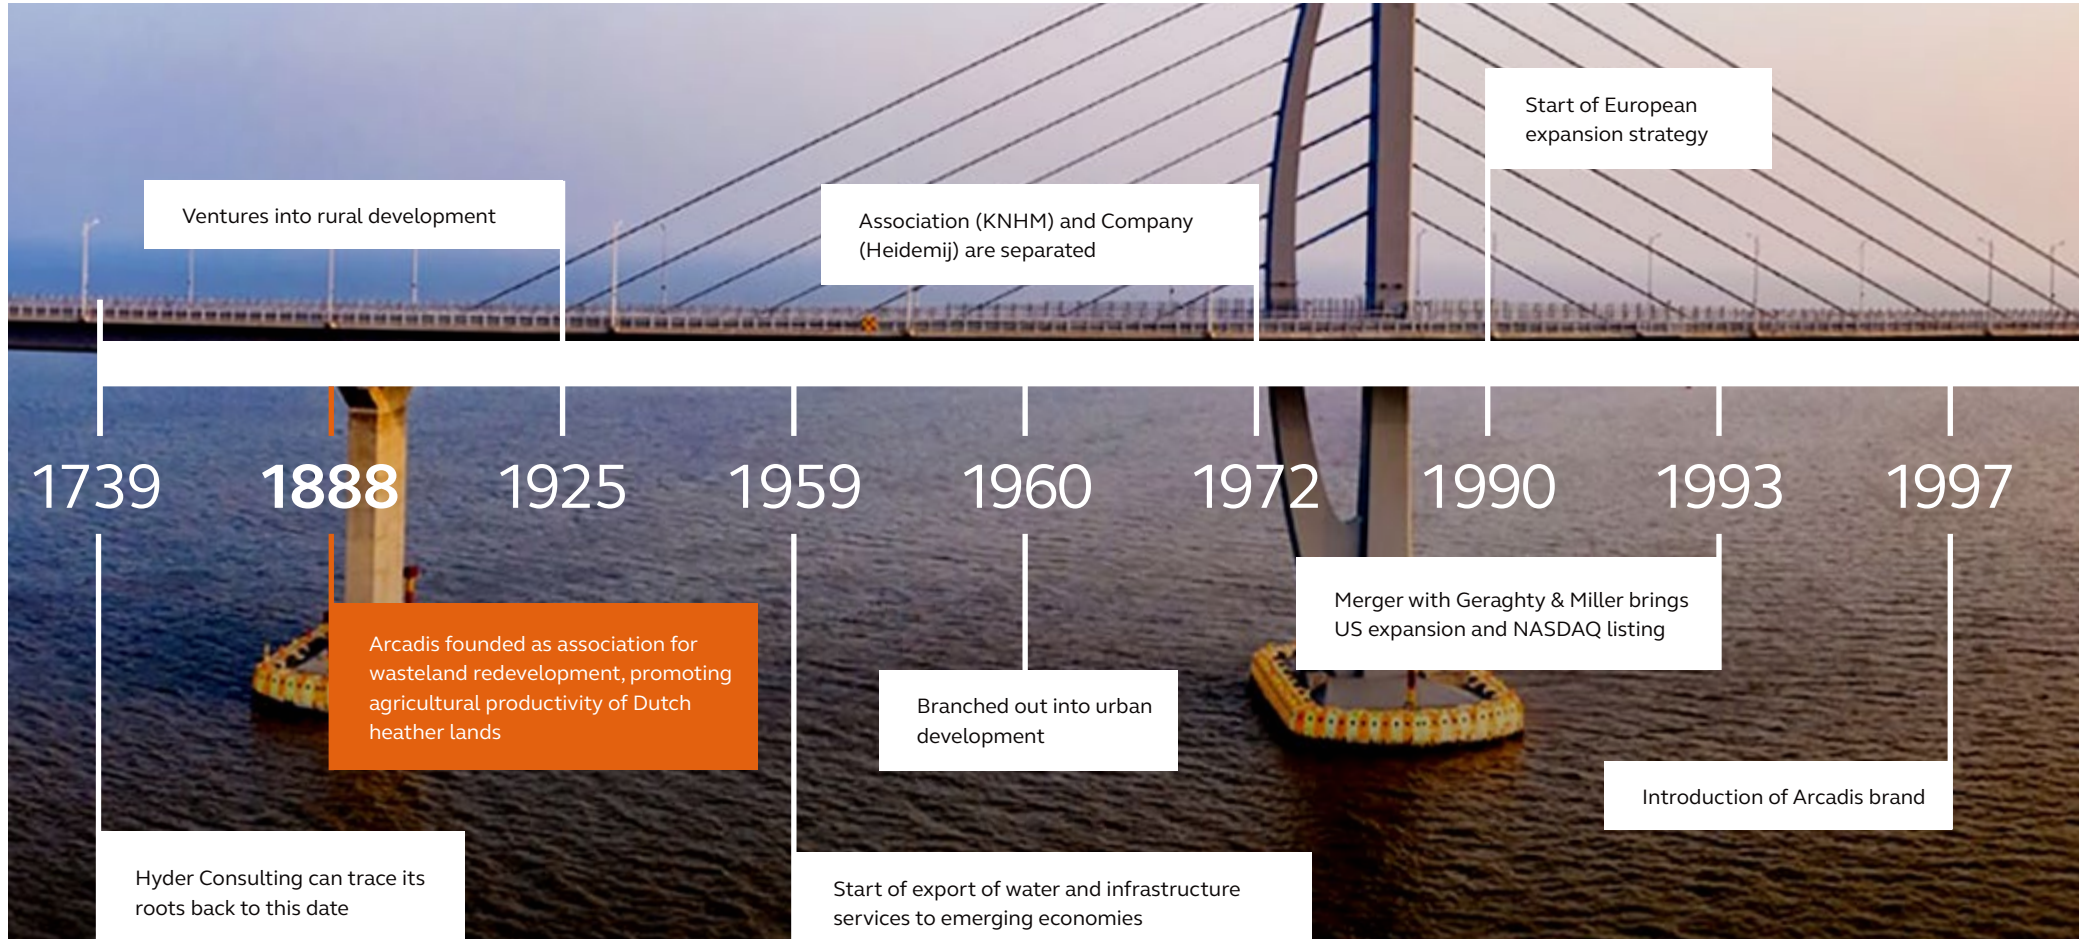 Start of European
expansion strategy
Ventures into rural development
Association (KNHM) and Company
(Heidemij) are separated
1739
1888
1925
1959
1960
1972
1990
1993
1997
Merger with Geraghty & Miller brings
US expansion and NASDAQ listing
Arcadis founded as association for
wasteland redevelopment, promoting
agricultural productivity of Dutch
heather lands
Branched out into urban
development
Introduction of Arcadis brand
Hyder Consulting can trace its
roots back to this date
Start of export of water and infrastructure
services to emerging economies